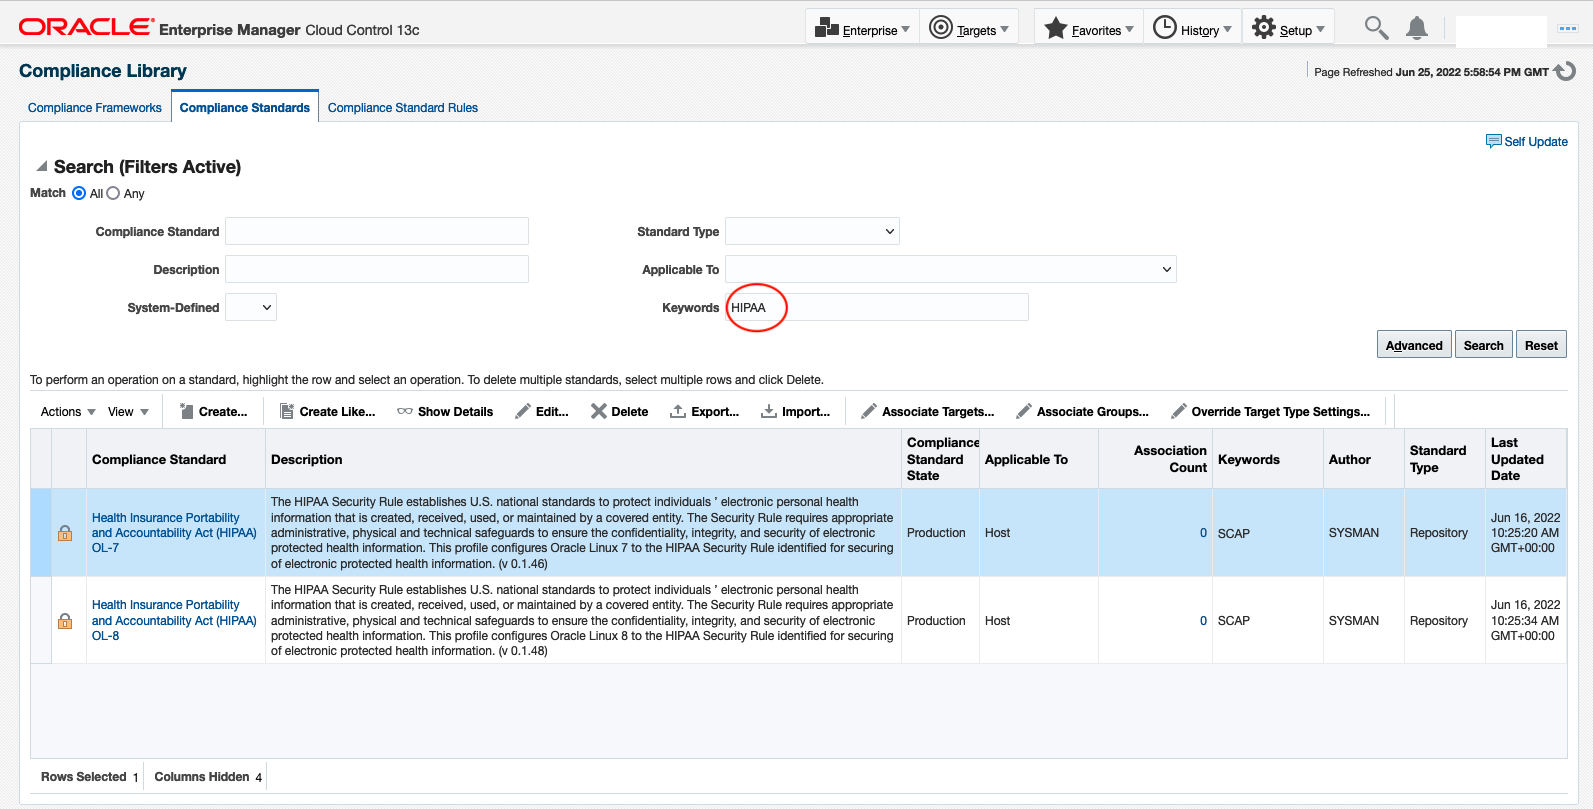 ORACLE Enterprise Manager Cloud Control 13c
Enterprise Targets Favorites History Setup
Compliance Library
Page Refreshed Jun 25, 2022 5:58:54 PM GMT
Compliance Frameworks Compliance Standards Compliance Standard Rules
Self Update
Search (Filters Active)
Match All Any
Compliance Standard Standard Type
Description Applicable To
System-Defined Keywords HIPAA
Advanced Search Reset
To perform an operation on a standard, highlight the row and select an operation. To delete multiple standards, select multiple rows and click Delete.
Actions View Create... Create Like... Show Details Edit... Delete Export... Import... Associate Targets... Associate Groups... Override Target Type Settings...
Compliance Standard
Description
Compliance
Standard
State
Applicable To
Association
Count
Keywords
Author
Standard
Type
Last
Updated
Date
Health Insurance Portability
and Accountability Act (HIPAA)
OL-7
The HIPAA Security Rule establishes U.S. national standards to protect individuals ’ electronic personal health
information that is created, received, used, or maintained by a covered entity. The Security Rule requires appropriate
administrative, physical and technical safeguards to ensure the confidentiality, integrity, and security of electronic
protected health information. This profile configures Oracle Linux 7 to the HIPAA Security Rule identified for securing
of electronic protected health information. (v 0.1.46)
Production
Host
0
SCAP
SYSMAN
Repository
Jun 16, 2022
10:25:20 AM
GMT+00:00
Health Insurance Portability
and Accountability Act (HIPAA)
OL-8
The HIPAA Security Rule establishes U.S. national standards to protect individuals ’ electronic personal health
information that is created, received, used, or maintained by a covered entity. The Security Rule requires appropriate
administrative, physical and technical safeguards to ensure the confidentiality, integrity, and security of electronic
protected health information. This profile configures Oracle Linux 8 to the HIPAA Security Rule identified for securing
of electronic protected health information. (v 0.1.48)
Production
Host
0
SCAP
SYSMAN
Repository
Jun 16, 2022
10:25:34 AM
GMT+00:00
Rows Selected 1 Columns Hidden 4